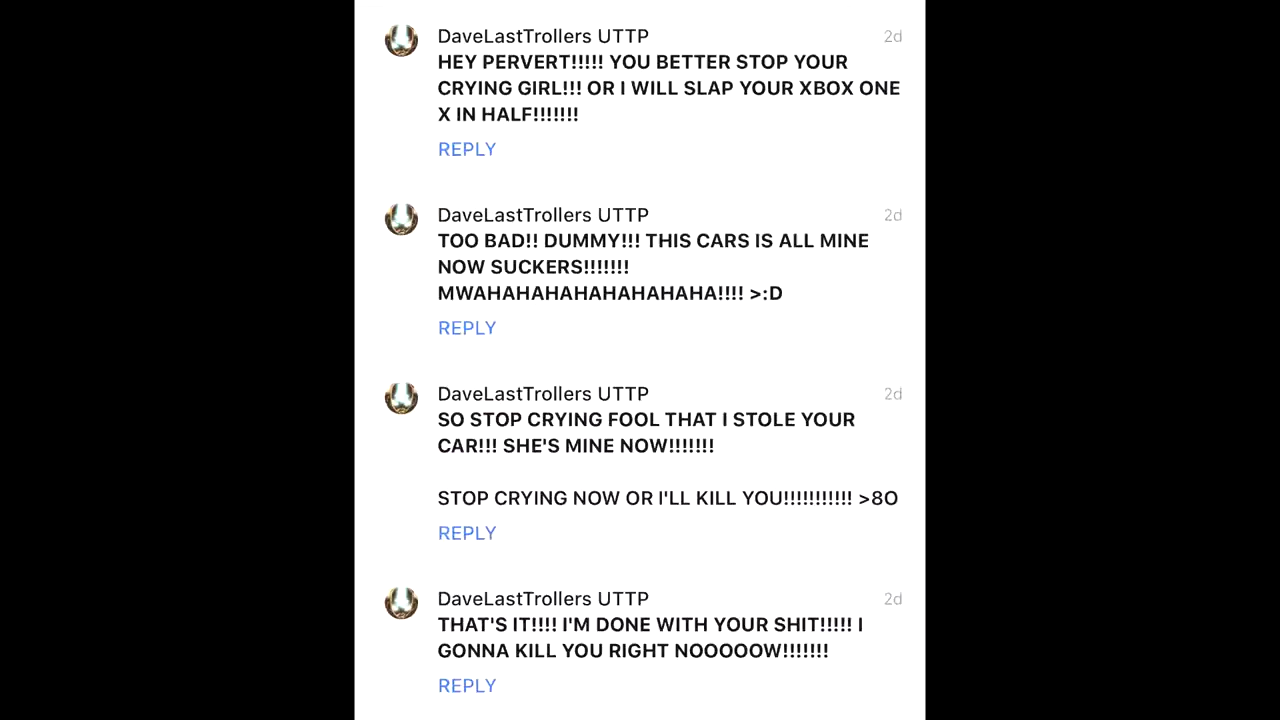 DaveLastTrollers UTTP 2d
HEY PERVERT!!!!! YOU BETTER STOP YOUR
CRYING GIRL!!! OR I WILL SLAP YOUR XBOX ONE
X IN HALF!!!!!!!
REPLY
DaveLastTrollers UTTP 2d
TOO BAD!! DUMMY!!! THIS CARS IS ALL MINE
NOW SUCKERS!!!!!!!
MWAHAHAHAHAHAHAHAHA!!!! >:D
REPLY
DaveLastTrollers UTTP 2d
SO STOP CRYING FOOL THAT I STOLE YOUR
CAR!!! SHE'S MINE NOW!!!!!!!
STOP CRYING NOW OR I'LL KILL YOU!!!!!!!!!!! >8O
REPLY
DaveLastTrollers UTTP 2d
THAT'S IT!!!! I'M DONE WITH YOUR SHIT!!!!! I
GONNA KILL YOU RIGHT NOOOOOW!!!!!!!
REPLY